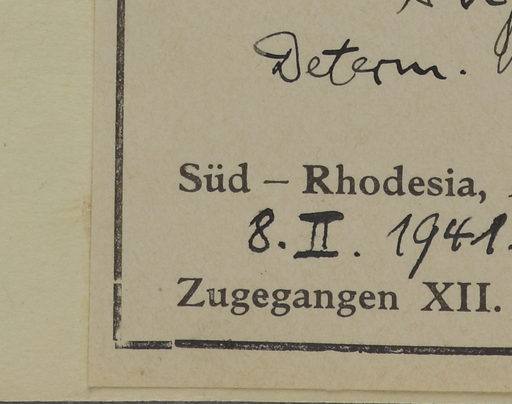 Determ.
Süd – Rhodesia,
8. II. 1941.
Zugegangen XII.